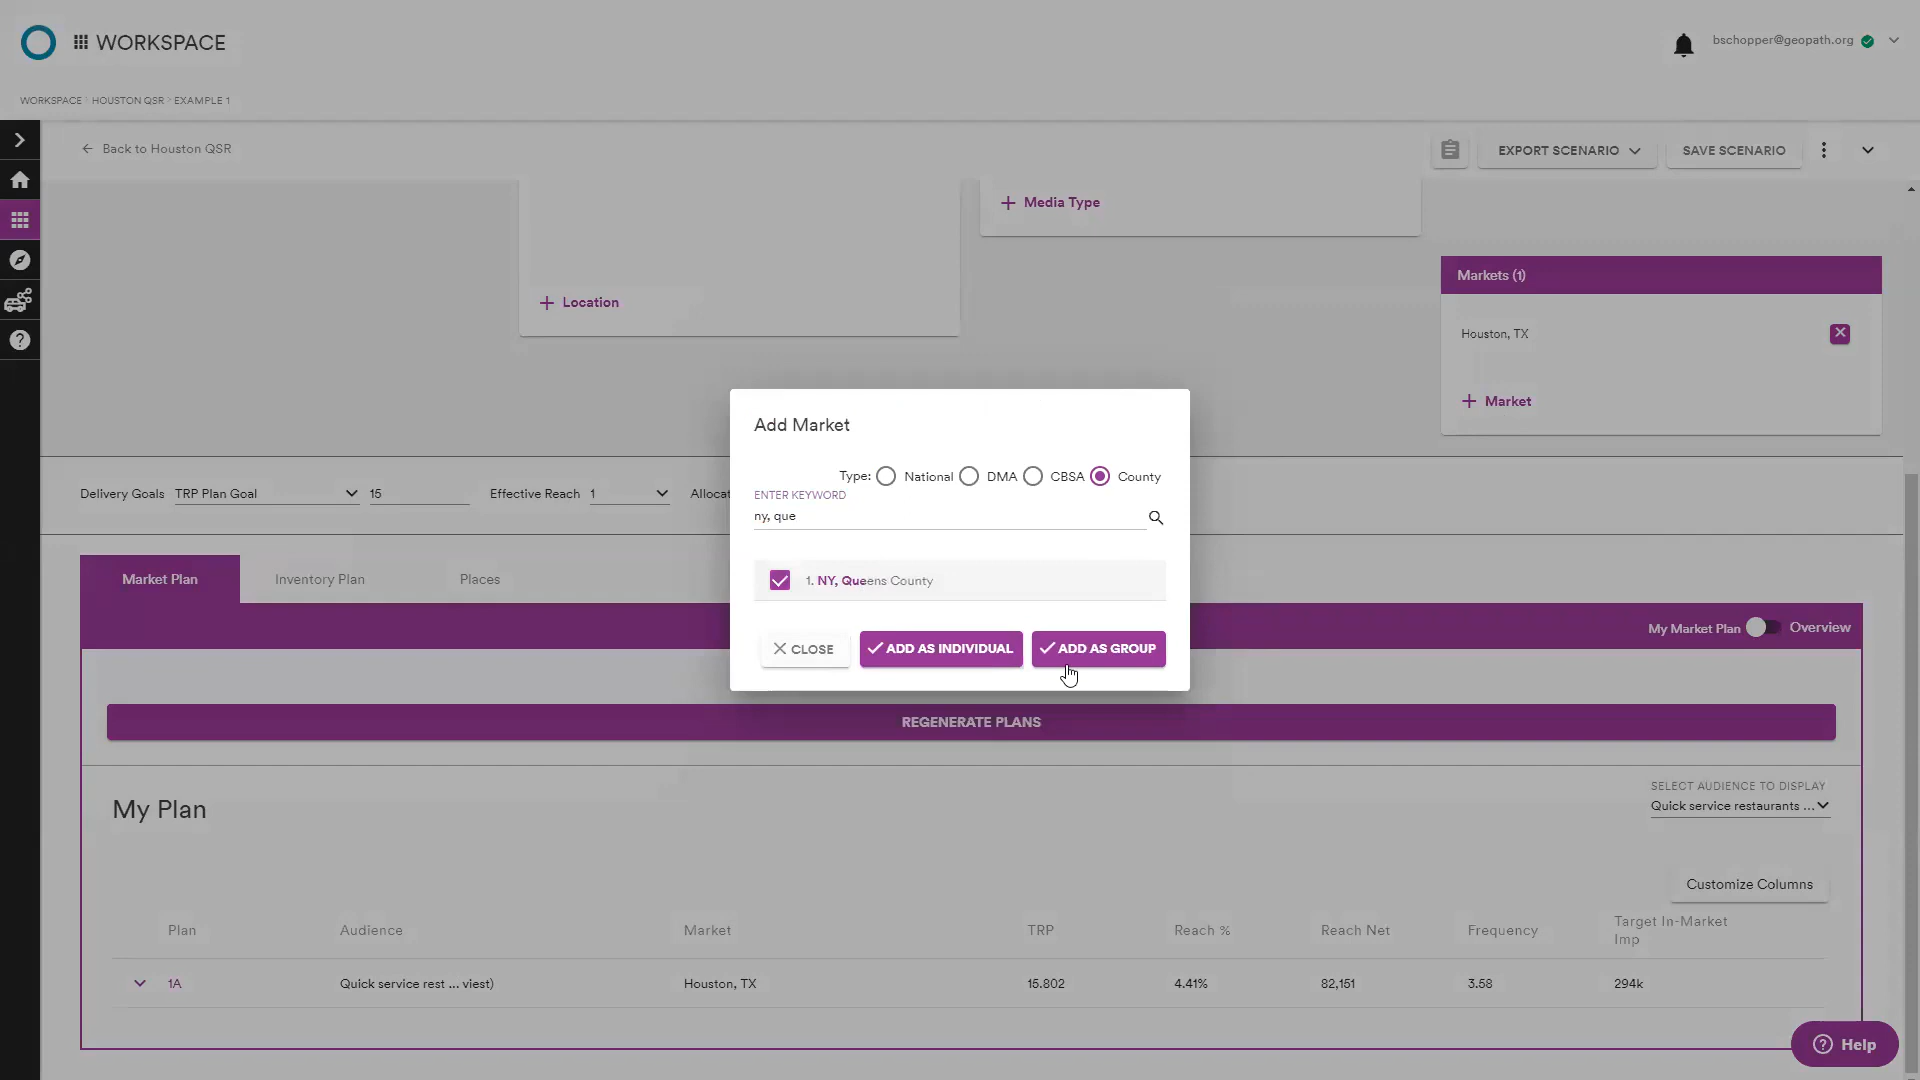 WORKSPACE
bschopper@geopath.org
WORKSPACE > HOUSTON QSR > EXAMPLE 1
Back to Houston QSR
EXPORT SCENARIO
SAVE SCENARIO
Media Type
Location
Markets (1)
Houston, TX
Market
Add Market
Type: National DMA CBSA County
ENTER KEYWORD
ny, que
1. NY, Queens County
CLOSE
ADD AS INDIVIDUAL
ADD AS GROUP
Delivery Goals TRP Plan Goal 15 Effective Reach 1 Allocat
Market Plan
Inventory Plan
Places
My Market Plan Overview
REGENERATE PLANS
My Plan
SELECT AUDIENCE TO DISPLAY
Quick service restaurants ...
Customize Columns
Plan Audience Market TRP Reach % Reach Net Frequency Target In-Market
Imp
1A Quick service rest ... viest) Houston, TX 15.802 4.41% 82,151 3.58 294k
Help